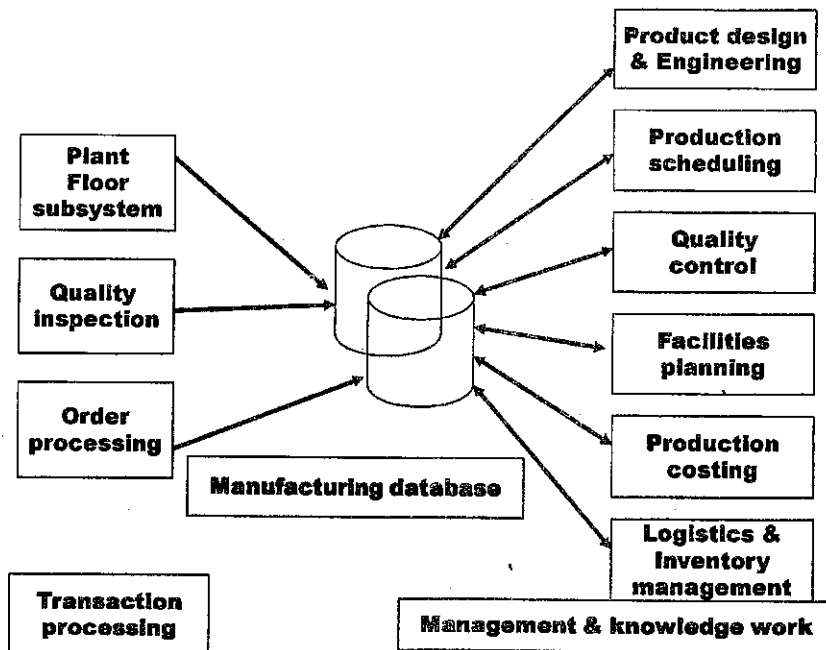 Product design
& Engineering
Plant
Floor
subsystem
Production
scheduling
Quality
inspection
Quality
control
Order
processing
Facilities
planning
Manufacturing database
Production
costing
Logistics &
Inventory
management
Transaction
processing
Management & knowledge work